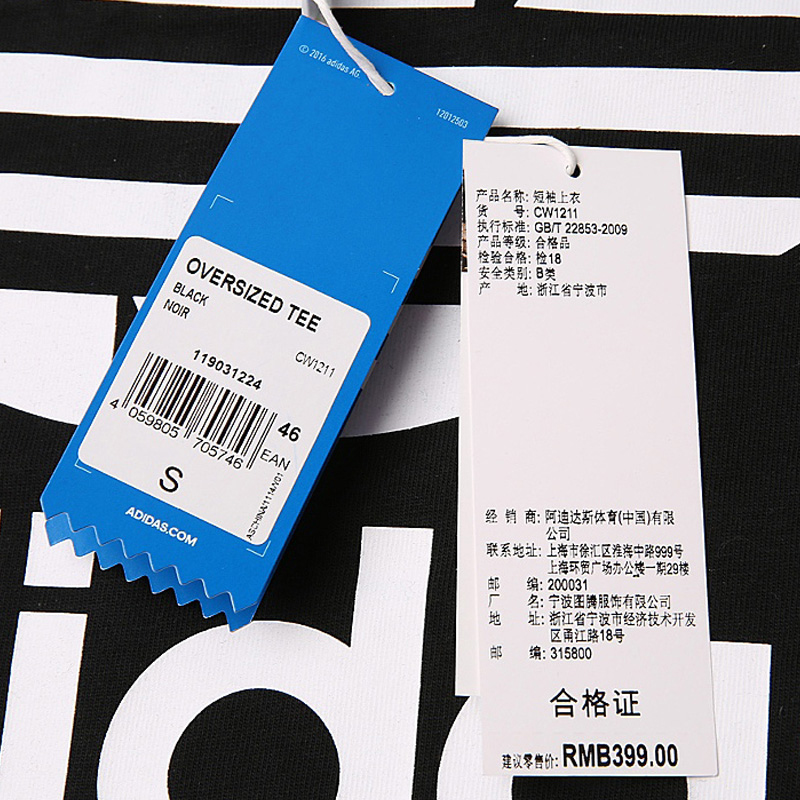 © 2016 adidas AG.
12012503
OVERSIZED TEE
BLACK
NOIR
CW1211
119031224
4 059805 705746
46
EAN
S
ADIDAS.COM
产品名称: 短袖上衣
货 号: CW1211
执行标准: GB/T 22853-2009
产品等级: 合格品
检验合格: 检18
安全类别: B类
产 地: 浙江省宁波市
经 销 商: 阿迪达斯体育(中国)有限
公司
联系地址: 上海市徐汇区淮海中路999号
上海环贸广场办公楼一期29楼
邮 编: 200031
厂 名: 宁波图腾服饰有限公司
地 址: 浙江省宁波市经济技术开发
区甬江路18号
邮 编: 315800
合格证
建议零售价: RMB399.00